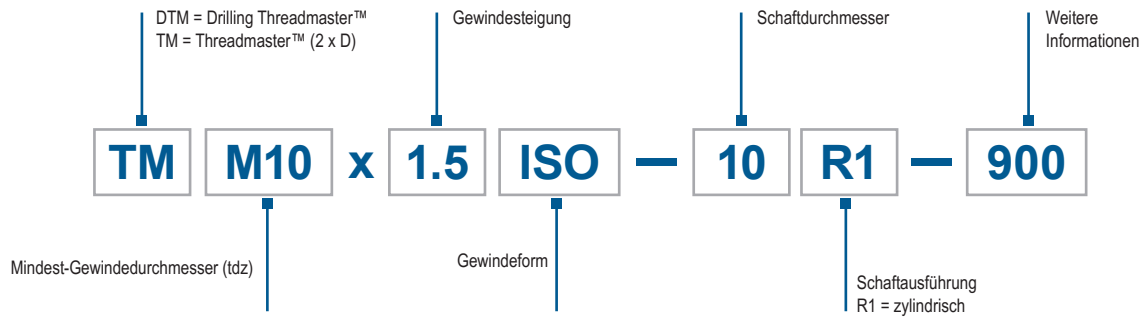 DTM = Drilling Threadmaster™
TM = Threadmaster™ (2 x D)
Gewindesteigung
Schaftdurchmesser
Weitere
Informationen
TM M10 x 1.5 ISO — 10 R1 — 900
Mindest-Gewindedurchmesser (tdz)
Gewindeform
Schaftausführung
R1 = zylindrisch